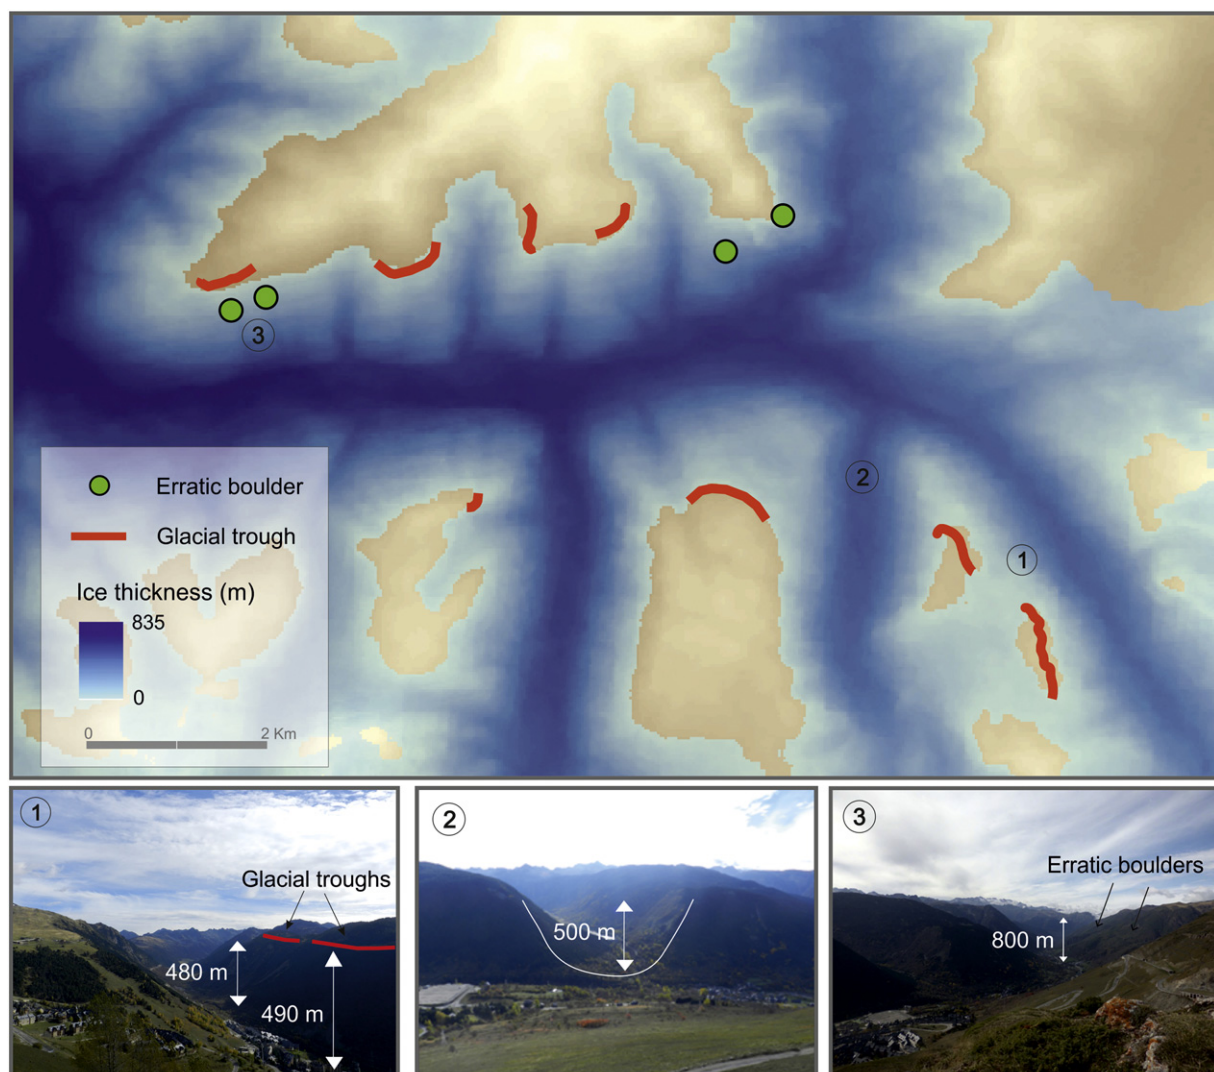 3
2
1
Erratic boulder
Glacial trough
Ice thickness (m)
835
0
0 2 Km
1
Glacial troughs
480 m
490 m
2
500 m
3
Erratic boulders
800 m